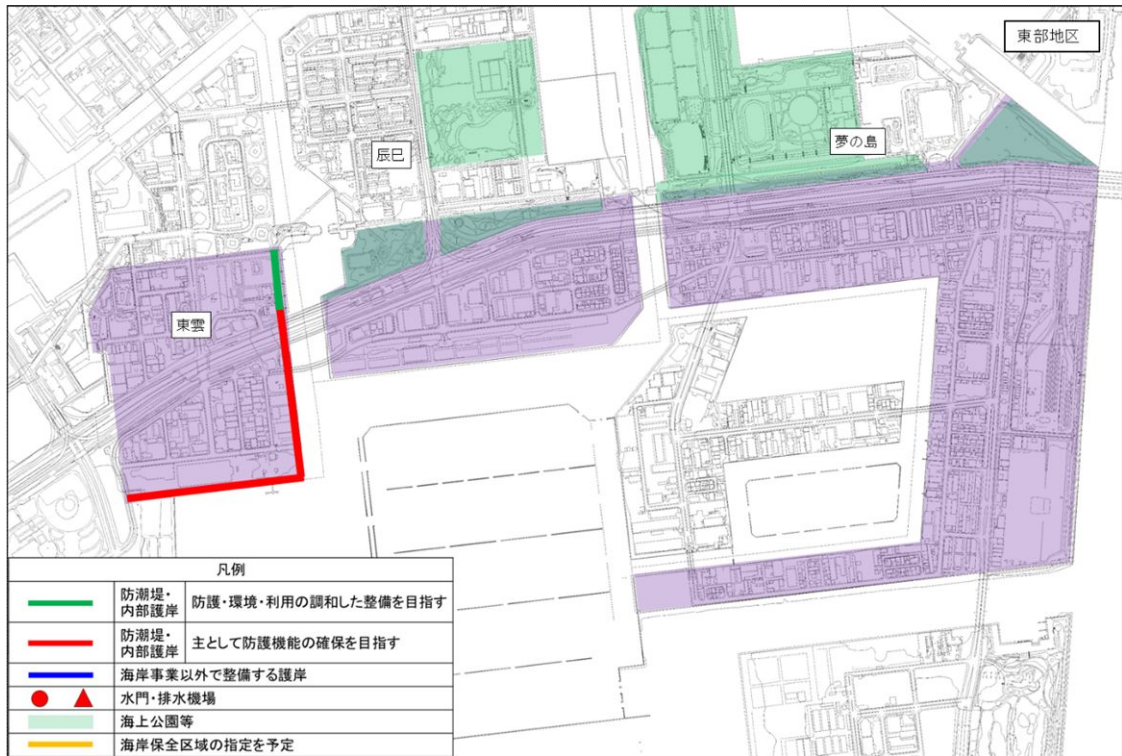 東部地区
辰巳
夢の島
東雲
凡例
防潮堤・
内部護岸
防護・環境・利用の調和した整備を目指す
防潮堤・
内部護岸
主として防護機能の確保を目指す
海岸事業以外で整備する護岸
水門・排水機場
海上公園等
海岸保全区域の指定を予定